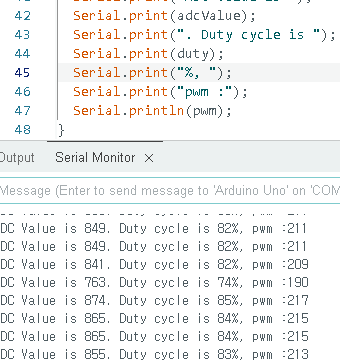 42 Serial.print(adcValue);
43 Serial.print(". Duty cycle is ");
44 Serial.print(duty);
45 Serial.print("%, ");
46 Serial.print("pwm :");
47 Serial.println(pwm);
48 }
Output Serial Monitor ×
Message (Enter to send message to 'Arduino Uno' on 'COM
DC Value is 849. Duty cycle is 82%, pwm :211
DC Value is 849. Duty cycle is 82%, pwm :211
DC Value is 841. Duty cycle is 82%, pwm :209
DC Value is 763. Duty cycle is 74%, pwm :190
DC Value is 874. Duty cycle is 85%, pwm :217
DC Value is 865. Duty cycle is 84%, pwm :215
DC Value is 865. Duty cycle is 84%, pwm :215
DC Value is 855. Duty cycle is 83%, pwm :213